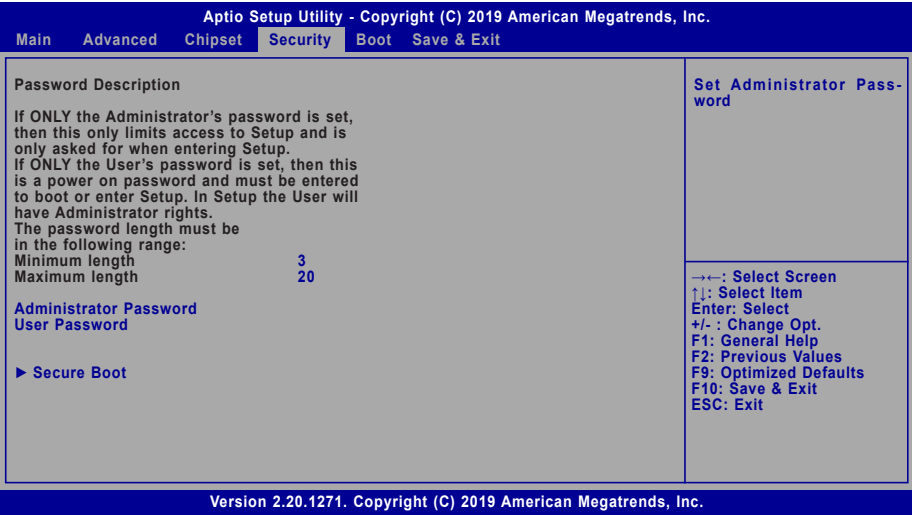 Aptio Setup Utility - Copyright (C) 2019 American Megatrends, Inc.
Main Advanced Chipset Security Boot Save & Exit
Password Description
If ONLY the Administrator's password is set,
then this only limits access to Setup and is
only asked for when entering Setup.
If ONLY the User's password is set, then this
is a power on password and must be entered
to boot or enter Setup. In Setup the User will
have Administrator rights.
The password length must be
in the following range:
Minimum length 3
Maximum length 20
Administrator Password
User Password
► Secure Boot
Set Administrator Pass-
word
→←: Select Screen
↑↓: Select Item
Enter: Select
+/- : Change Opt.
F1: General Help
F2: Previous Values
F9: Optimized Defaults
F10: Save & Exit
ESC: Exit
Version 2.20.1271. Copyright (C) 2019 American Megatrends, Inc.